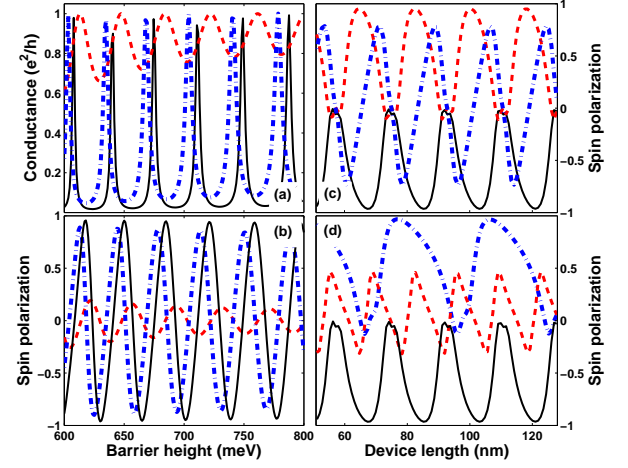 Conductance (e²/h)
1
0.8
0.6
0.4
0.2
(a)
1
0.5
0
−0.5
−1
(c)
Spin polarization
Spin polarization
1
0.5
0
−0.5
−1
(b)
600
650
700
750
800
Barrier height (meV)
(d)
0.5
0
−0.5
−1
Spin polarization
60
80
100
120
Device length (nm)